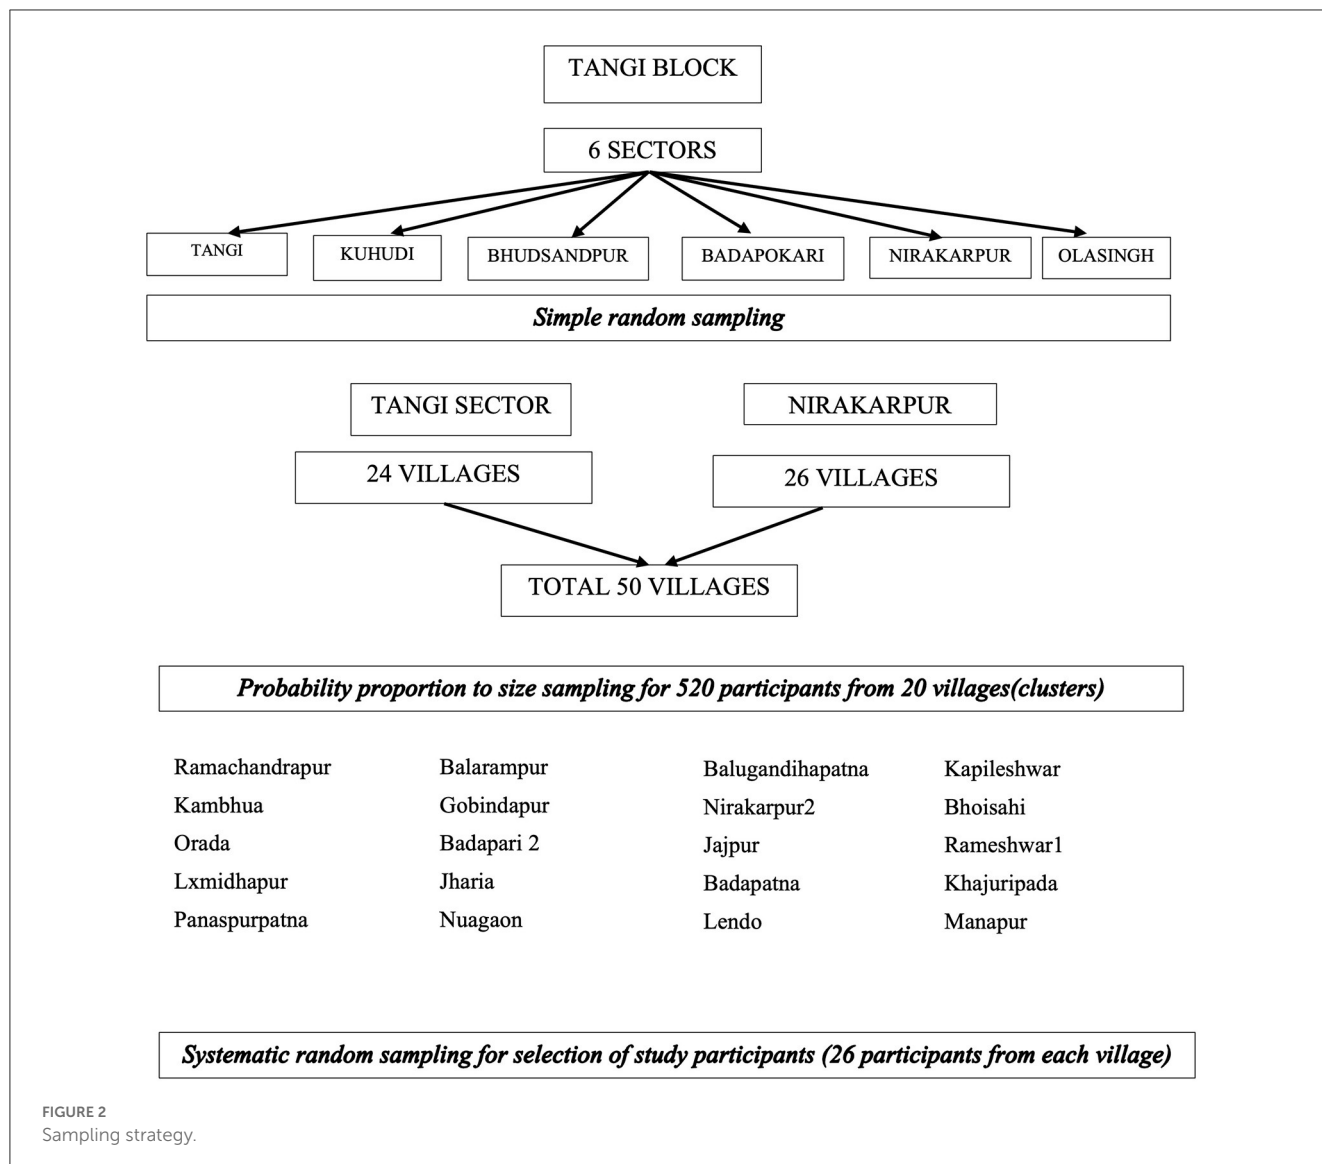 TANGI BLOCK
6 SECTORS
TANGI
KUHUDI
BHUDSANDPUR
BADAPOKARI
NIRAKARPUR
OLASINGH
Simple random sampling
TANGI SECTOR
NIRAKARPUR
24 VILLAGES
26 VILLAGES
TOTAL 50 VILLAGES
Probability proportion to size sampling for 520 participants from 20 villages(clusters)
Ramachandrapur
Kambhua
Orada
Lxmidhapur
Panaspurpatna
Balarampur
Gobindapur
Badapari 2
Jharia
Nuagaon
Balugandihapatna
Nirakarpur2
Jajpur
Badapatna
Lendo
Kapileshwar
Bhoisahi
Rameshwar1
Khajuripada
Manapur
Systematic random sampling for selection of study participants (26 participants from each village)
FIGURE 2
Sampling strategy.